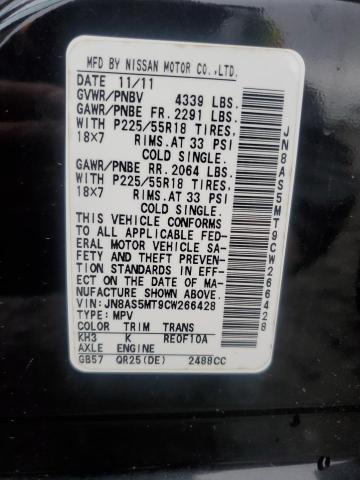 MFD BY NISSAN MOTOR CO.,LTD.
DATE 11/11
GVWR/PNBV 4339 LBS.
GAWR/PNBE FR. 2291 LBS.
WITH P225/55R18 TIRES,
18X7 RIMS.AT 33 PSI
COLD SINGLE.
GAWR/PNBE RR. 2064 LBS.
WITH P225/55R18 TIRES,
18X7 RIMS.AT 33 PSI
COLD SINGLE.
THIS VEHICLE CONFORMS
TO ALL APPLICABLE FED-
ERAL MOTOR VEHICLE SA-
FETY AND THEFT PREVEN-
TION STANDARDS IN EFF-
ECT ON THE DATE OF MA-
NUFACTURE SHOWN ABOVE.
VIN: JN8AS5MT9CW266428
TYPE: MPV
COLOR TRIM TRANS
KH3 K RE0F10A
AXLE ENGINE
GB57 QR25(DE) 2488CC
JN8AS5MT9CW266428